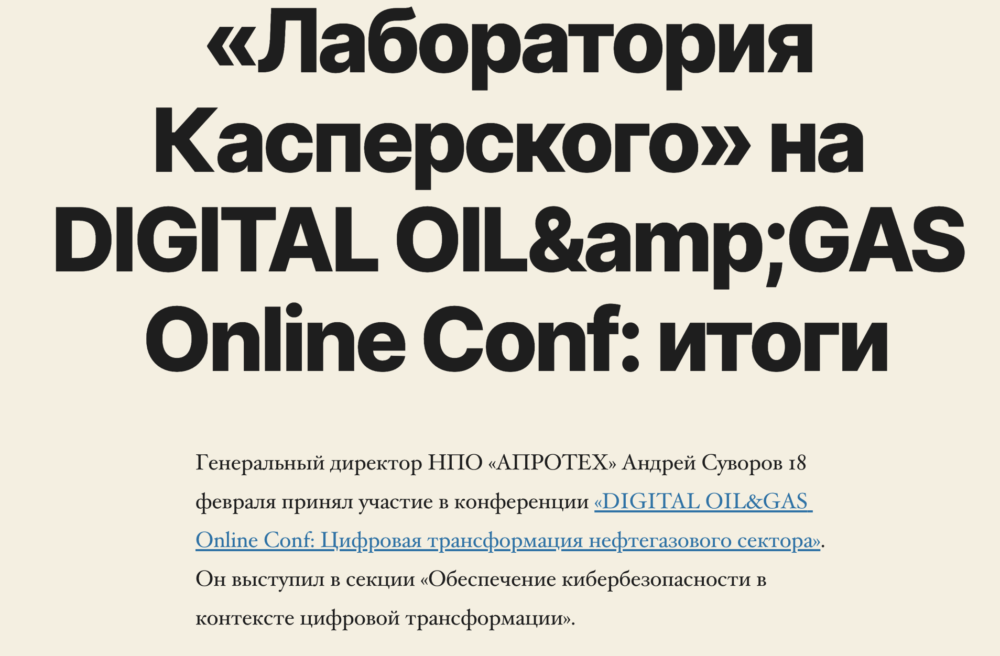 «Лаборатория
Касперского» на
DIGITAL OIL&amp;GAS
Online Conf: итоги
Генеральный директор НПО «АПРОТЕХ» Андрей Суворов 18
февраля принял участие в конференции «DIGITAL OIL&GAS
Online Conf: Цифровая трансформация нефтегазового сектора».
Он выступил в секции «Обеспечение кибербезопасности в
контексте цифровой трансформации».